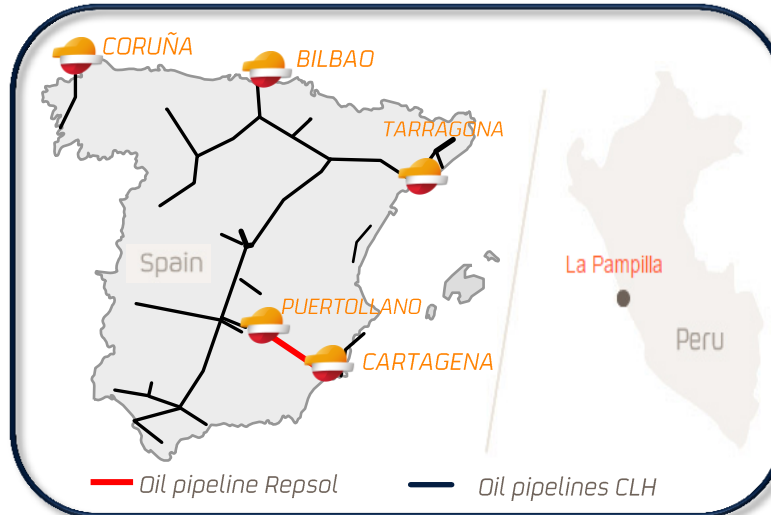 CORUÑA
BILBAO
TARRAGONA
Spain
La Pampilla
PUERTOLLANO
Peru
CARTAGENA
Oil pipeline Repsol
Oil pipelines CLH